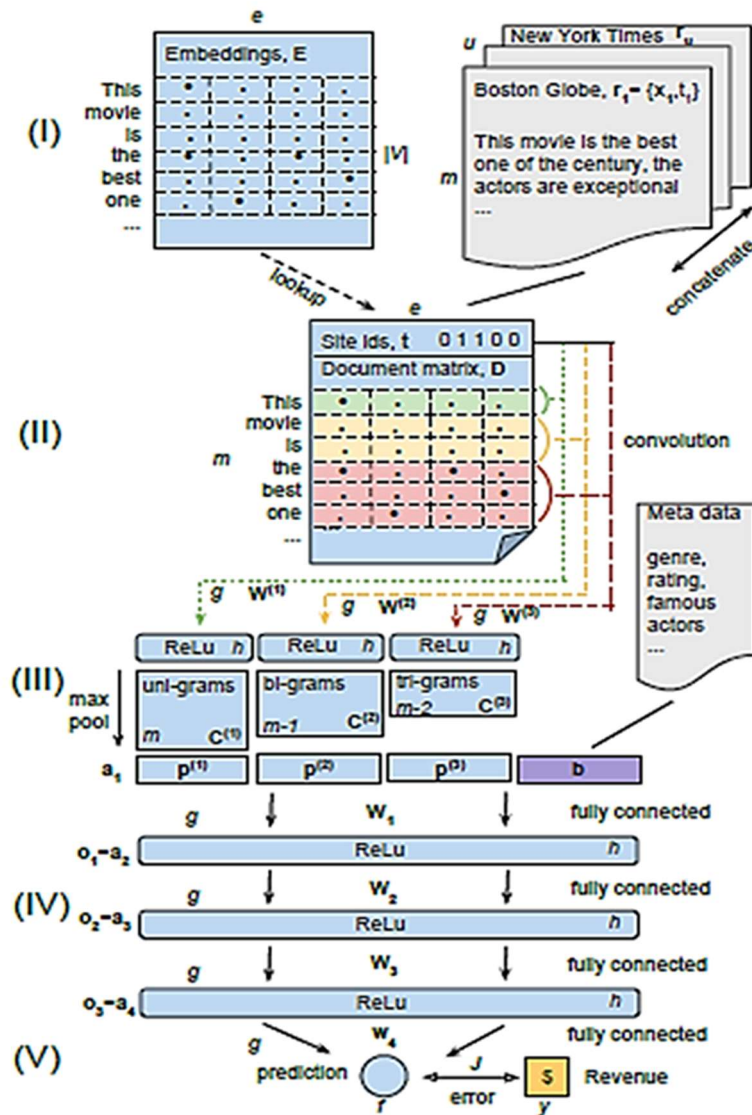 e
Embeddings, E
This
movie
is
the
best
one
...
|V|
(I)
u
New York Times r_u
Boston Globe, r₁= {x₁,t₁}
This movie is the best
one of the century, the
actors are exceptional
...
m
concatenate
lookup
e
Site Ids, t 0 1 1 0 0
Document matrix, D
This
movie
is
the
best
one
...
m
(II)
convolution
Meta data
genre,
rating,
famous
actors
...
g W⁽¹⁾
g W⁽²⁾
g W⁽³⁾
ReLu h
ReLu h
ReLu h
(III)
max
pool
uni-grams
m C⁽¹⁾
bi-grams
m-1 C⁽²⁾
tri-grams
m-2 C⁽³⁾
a₁ p⁽¹⁾ p⁽²⁾ p⁽³⁾ b
g W₁ fully connected
o₁=a₂ ReLu h
g W₂ fully connected
(IV)
o₂=a₃ ReLu h
g W₃ fully connected
o₃=a₄ ReLu h
g w₄ fully connected
(V)
prediction
r
J
error
$
y
Revenue